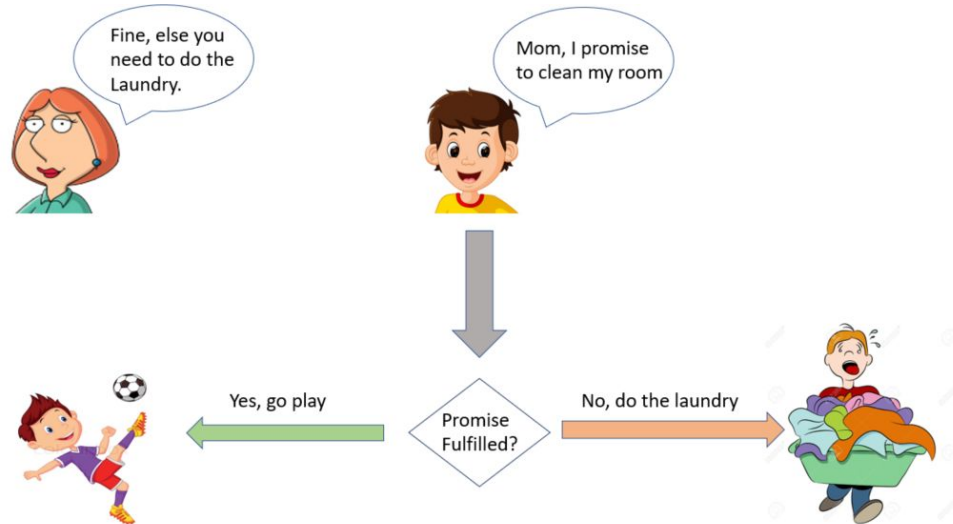 Fine, else you
need to do the
Laundry.
Mom, I promise
to clean my room
Yes, go play
Promise
Fulfilled?
No, do the laundry